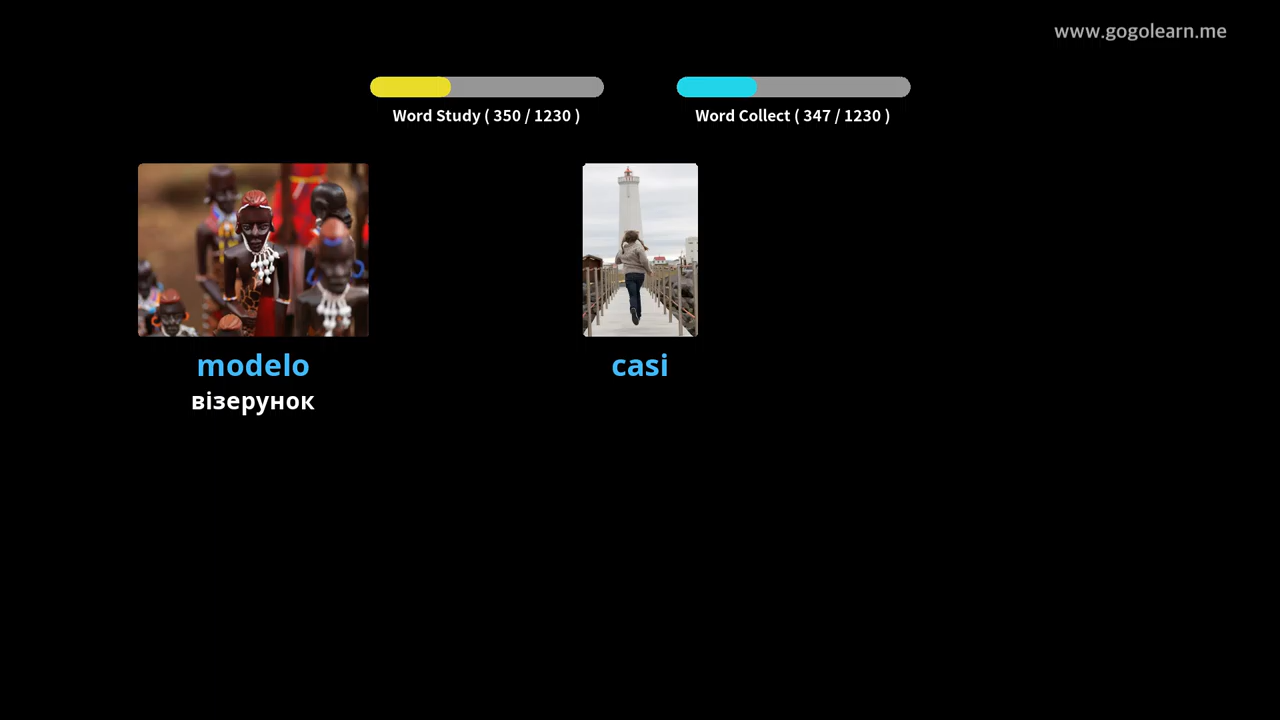 www.gogolearn.me
Word Study ( 350 / 1230 )
Word Collect ( 347 / 1230 )
modelo
casi
візерунок